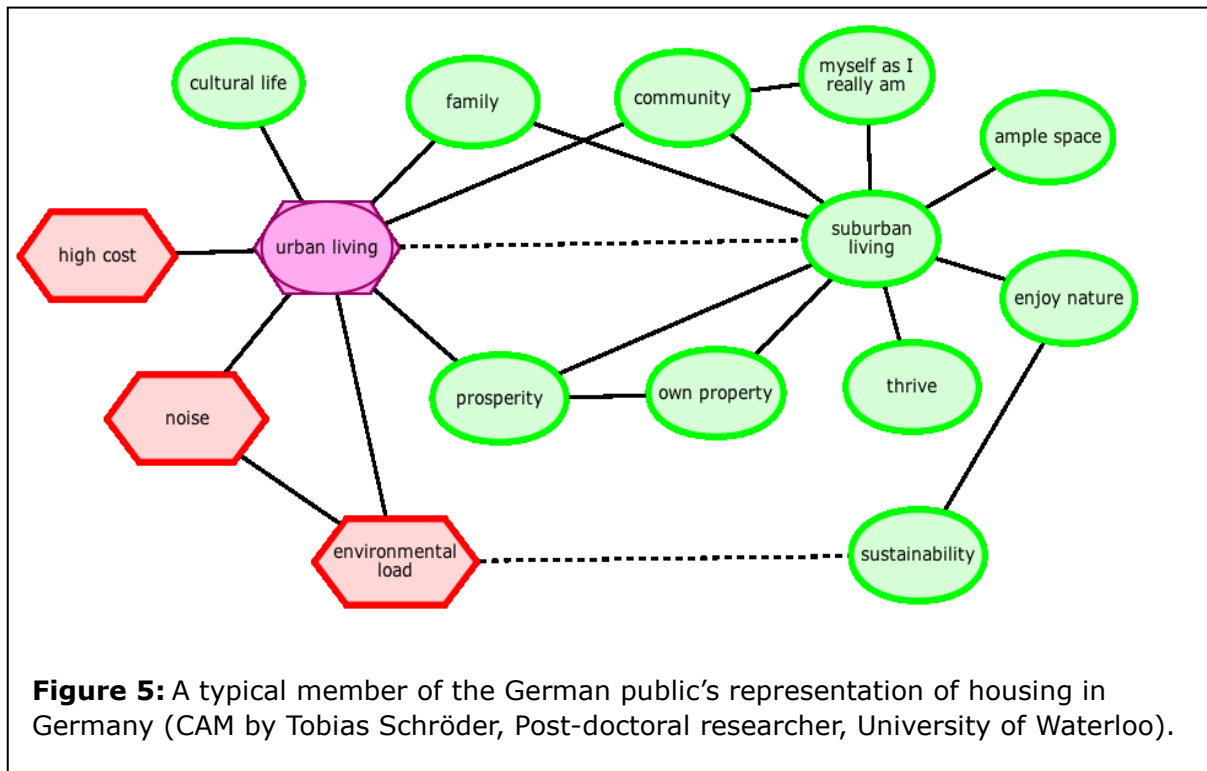 cultural life
family
community
myself as I
really am
ample space
high cost
urban living
suburban
living
enjoy nature
noise
prosperity
own property
thrive
environmental
load
sustainability
Figure 5: A typical member of the German public’s representation of housing in
Germany (CAM by Tobias Schröder, Post-doctoral researcher, University of Waterloo).